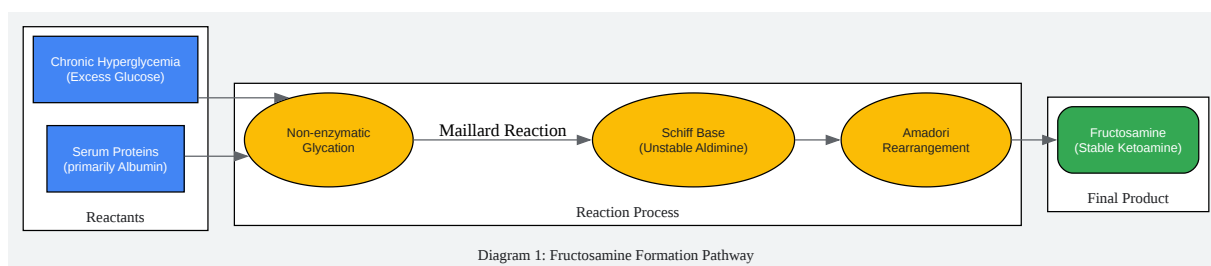 Chronic Hyperglycemia
(Excess Glucose)
Serum Proteins
(primarily Albumin)
Reactants
Non-enzymatic
Glycation
Maillard Reaction
Schiff Base
(Unstable Aldimine)
Amadori
Rearrangement
Reaction Process
Fructosamine
(Stable Ketoamine)
Final Product
Diagram 1: Fructosamine Formation Pathway